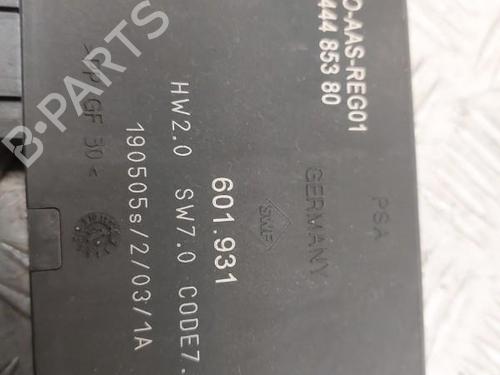 O-AAS-REG01
444 853 80
PSA
GERMANY
SWF
601.931
HW2.0 SW7.0 CODE7.
190505s/2/03/1A
>PP GF 30<
B-PARTS